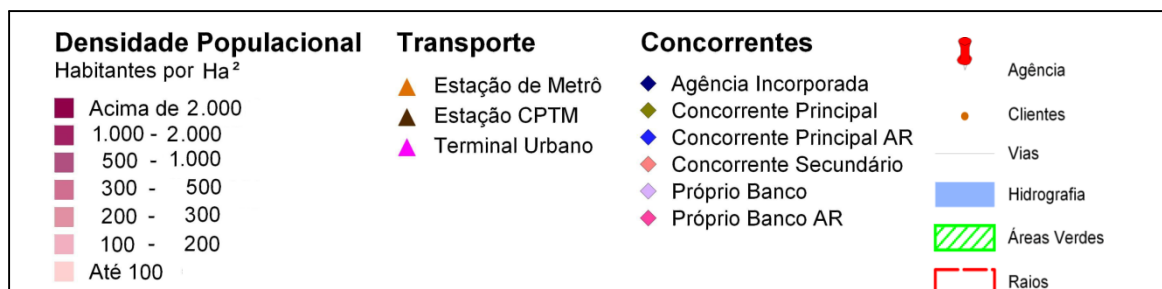 Densidade Populacional
Habitantes por Ha²
Acima de 2.000
1.000 - 2.000
500 - 1.000
300 - 500
200 - 300
100 - 200
Até 100
Transporte
Estação de Metrô
Estação CPTM
Terminal Urbano
Concorrentes
Agência Incorporada
Concorrente Principal
Concorrente Principal AR
Concorrente Secundário
Próprio Banco
Próprio Banco AR
Agência
Clientes
Vias
Hidrografia
Áreas Verdes
Raios